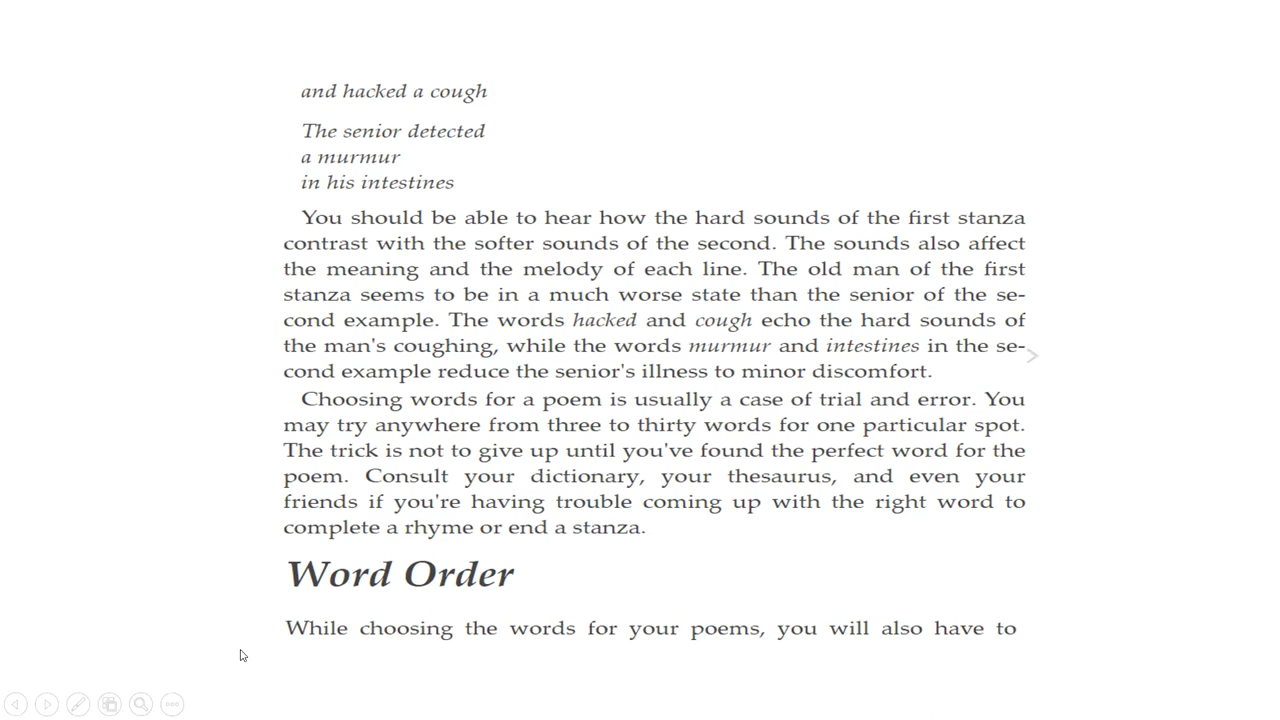 and hacked a cough
The senior detected
a murmur
in his intestines
You should be able to hear how the hard sounds of the first stanza
contrast with the softer sounds of the second. The sounds also affect
the meaning and the melody of each line. The old man of the first
stanza seems to be in a much worse state than the senior of the se-
cond example. The words hacked and cough echo the hard sounds of
the man's coughing, while the words murmur and intestines in the se-
cond example reduce the senior's illness to minor discomfort.
Choosing words for a poem is usually a case of trial and error. You
may try anywhere from three to thirty words for one particular spot.
The trick is not to give up until you've found the perfect word for the
poem. Consult your dictionary, your thesaurus, and even your
friends if you're having trouble coming up with the right word to
complete a rhyme or end a stanza.
Word Order
While choosing the words for your poems, you will also have to